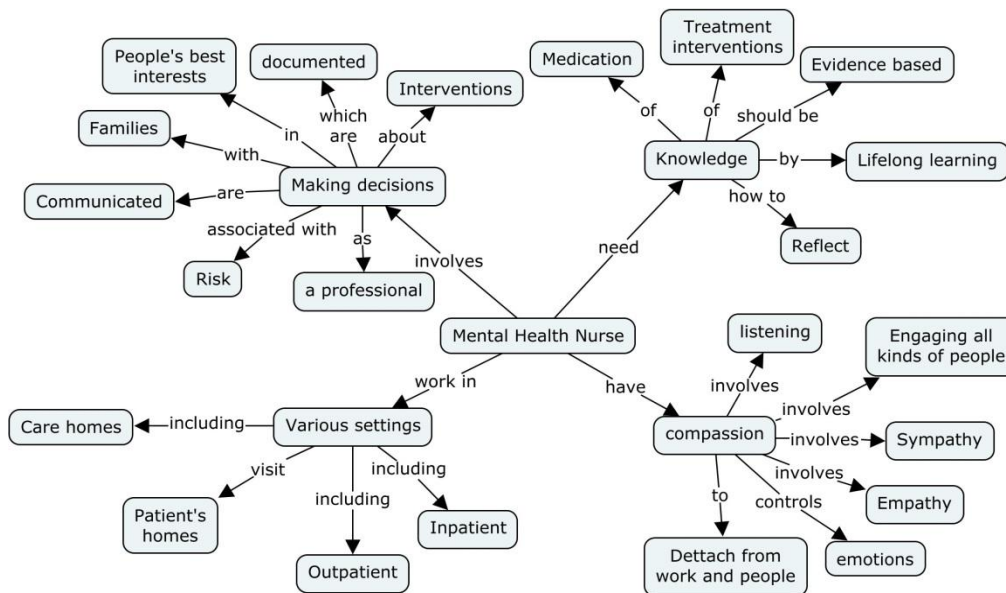 People's best
interests
documented
Interventions
Medication
Treatment
interventions
Evidence based
which
are
in
about
of
of
should be
Families
with
Making decisions
Knowledge
by
Lifelong learning
Communicated
are
how to
associated with
as
Reflect
Risk
a professional
involves
need
Mental Health Nurse
listening
Engaging all
kinds of people
work in
have
involves
involves
Care homes
including
Various settings
compassion
involves
Sympathy
visit
including
including
to
involves
controls
Empathy
Patient's
homes
Inpatient
Outpatient
Dettach from
work and people
emotions